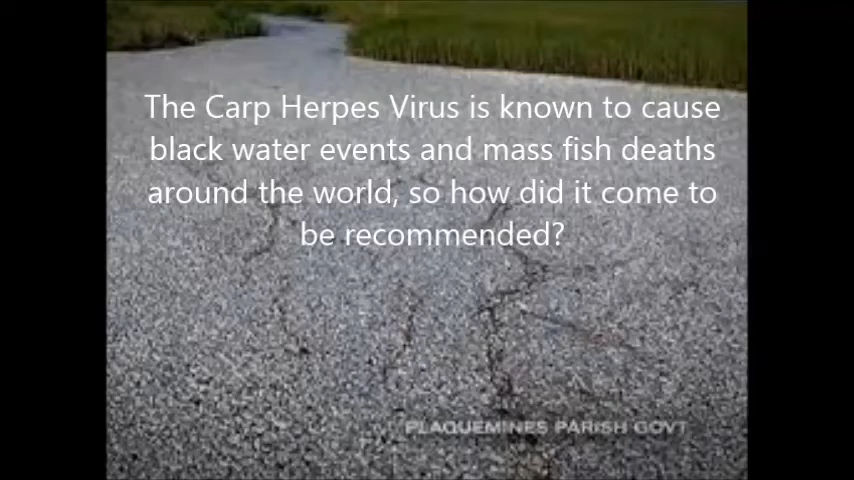 The Carp Herpes Virus is known to cause
black water events and mass fish deaths
around the world, so how did it come to
be recommended?
PLAQUEMINES PARISH GOVT